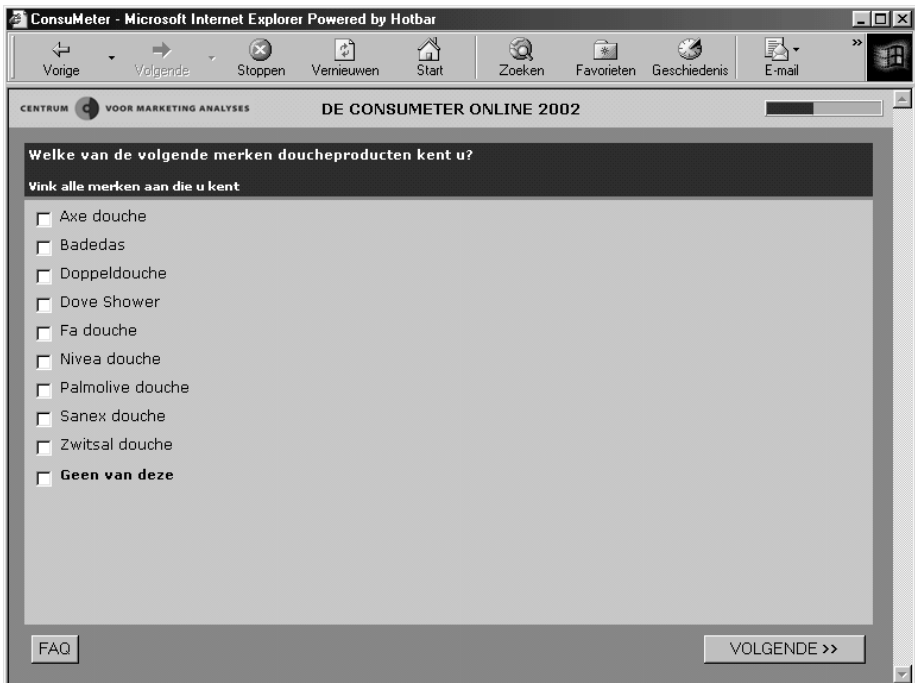 ConsuMeter - Microsoft Internet Explorer Powered by Hotbar
Vorige Volgende Stoppen Vernieuwen Start Zoeken Favorieten Geschiedenis E-mail »
CENTRUM C VOOR MARKETING ANALYSES DE CONSUMETER ONLINE 2002
Welke van de volgende merken doucheproducten kent u?
Vink alle merken aan die u kent
Axe douche
Badedas
Doppeldouche
Dove Shower
Fa douche
Nivea douche
Palmolive douche
Sanex douche
Zwitsal douche
Geen van deze
FAQ VOLGENDE >>